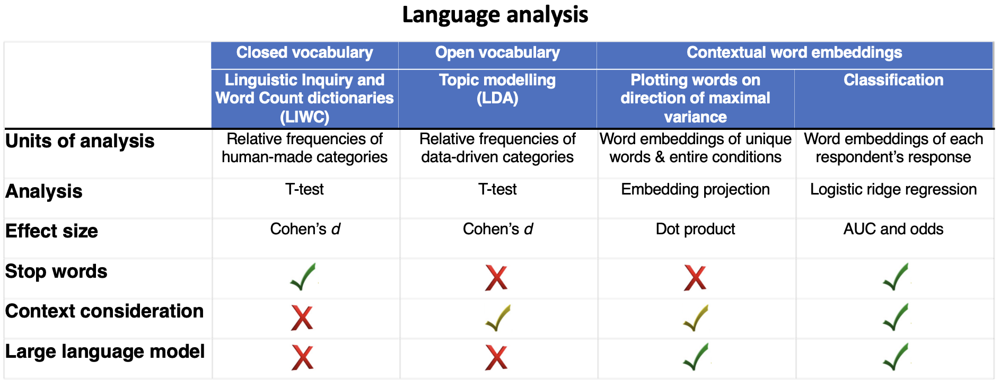 Language analysis
Closed vocabulary
Open vocabulary
Contextual word embeddings
Linguistic Inquiry and
Word Count dictionaries
(LIWC)
Topic modelling
(LDA)
Plotting words on
direction of maximal
variance
Classification
Units of analysis
Relative frequencies of
human-made categories
Relative frequencies of
data-driven categories
Word embeddings of unique
words & entire conditions
Word embeddings of each
respondent’s response
Analysis
T-test
T-test
Embedding projection
Logistic ridge regression
Effect size
Cohen’s d
Cohen’s d
Dot product
AUC and odds
Stop words
Context consideration
Large language model